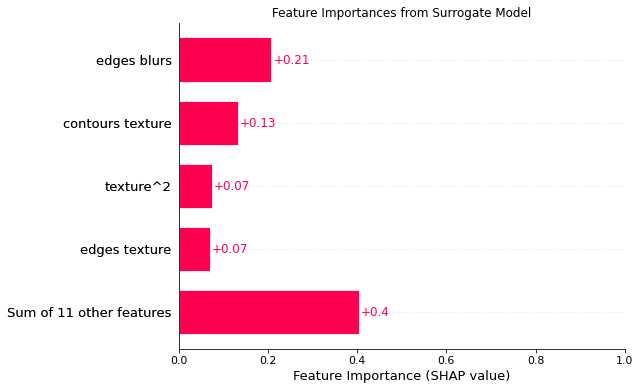 Feature Importances from Surrogate Model
edges blurs
+0.21
contours texture
+0.13
texture^2
+0.07
edges texture
+0.07
Sum of 11 other features
+0.4
0.0 0.2 0.4 0.6 0.8 1.0
Feature Importance (SHAP value)